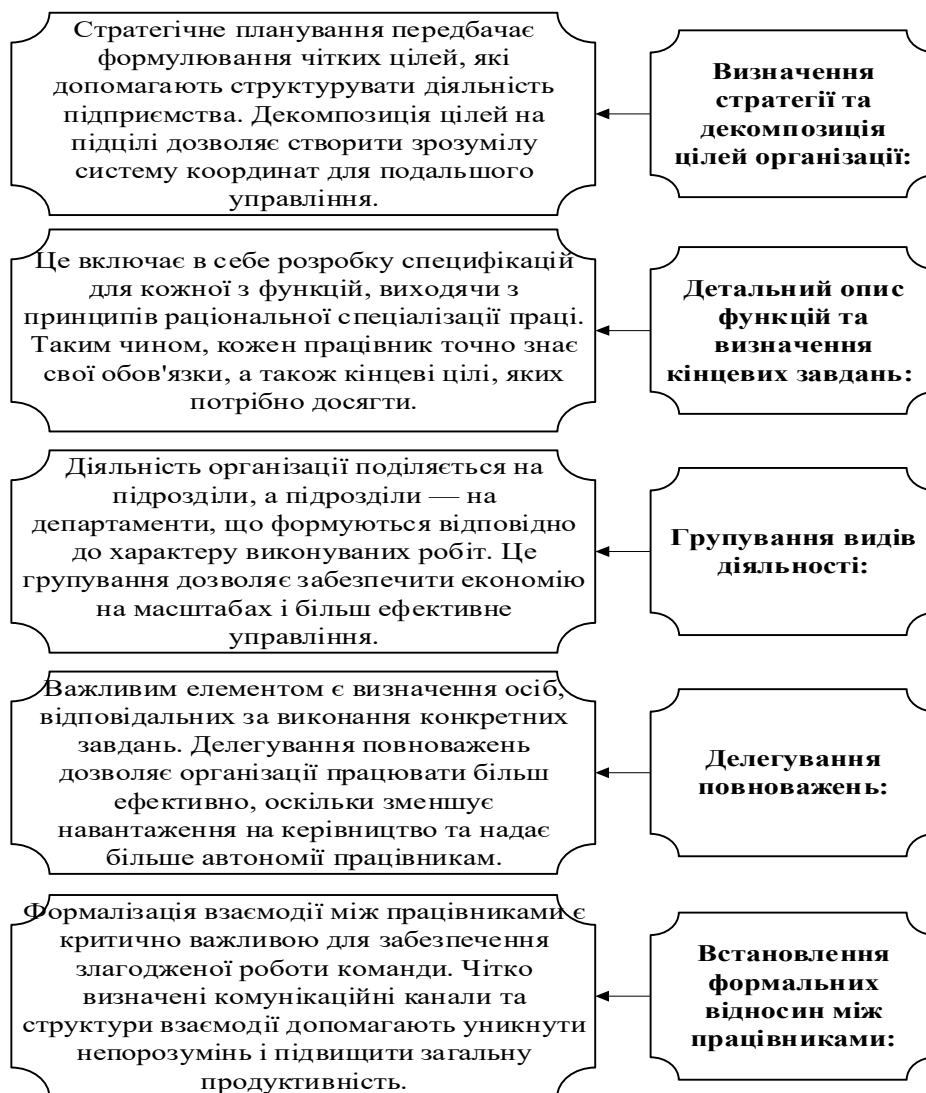 Стратегічне планування передбачає
формулювання чітких цілей, які
допомагають структурувати діяльність
підприємства. Декомпозиція цілей на
підцілі дозволяє створити зрозумілу
систему координат для подальшого
управління.
Визначення
стратегії та
декомпозиція
цілей організації:
Це включає в себе розробку специфікацій
для кожної з функцій, виходячи з
принципів раціональної спеціалізації праці.
Таким чином, кожен працівник точно знає
свої обов'язки, а також кінцеві цілі, яких
потрібно досягти.
Детальний опис
функцій та
визначення
кінцевих завдань:
Діяльність організації поділяється на
підрозділи, а підрозділи — на
департаменти, що формуються відповідно
до характеру виконуваних робіт. Це
групування дозволяє забезпечити економію
на масштабах і більш ефективне
управління.
Групування видів
діяльності:
Важливим елементом є визначення осіб,
відповідальних за виконання конкретних
завдань. Делегування повноважень
дозволяє організації працювати більш
ефективно, оскільки зменшує
навантаження на керівництво та надає
більше автономії працівникам.
Делегування
повноважень:
Формалізація взаємодії між працівниками є
критично важливою для забезпечення
злагодженої роботи команди. Чітко
визначені комунікаційні канали та
структури взаємодії допомагають уникнути
непорозумінь і підвищити загальну
продуктивність.
Встановлення
формальних
відносин між
працівниками: